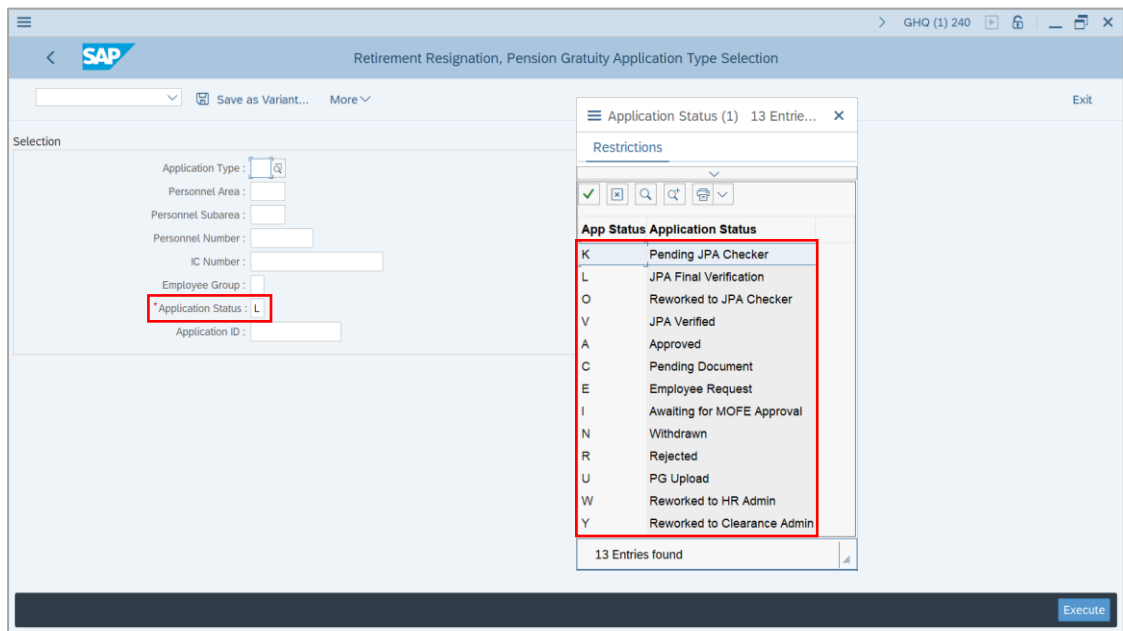 GHQ (1) 240
SAP
Retirement Resignation, Pension Gratuity Application Type Selection
Save as Variant... More
Exit
Selection
Application Type :
Personnel Area :
Personnel Subarea :
Personnel Number :
IC Number :
Employee Group :
*Application Status : L
Application ID :
Application Status (1) 13 Entrie...
Restrictions
App Status Application Status
K Pending JPA Checker
L JPA Final Verification
O Reworked to JPA Checker
V JPA Verified
A Approved
C Pending Document
E Employee Request
I Awaiting for MOFE Approval
N Withdrawn
R Rejected
U PG Upload
W Reworked to HR Admin
Y Reworked to Clearance Admin
13 Entries found
Execute